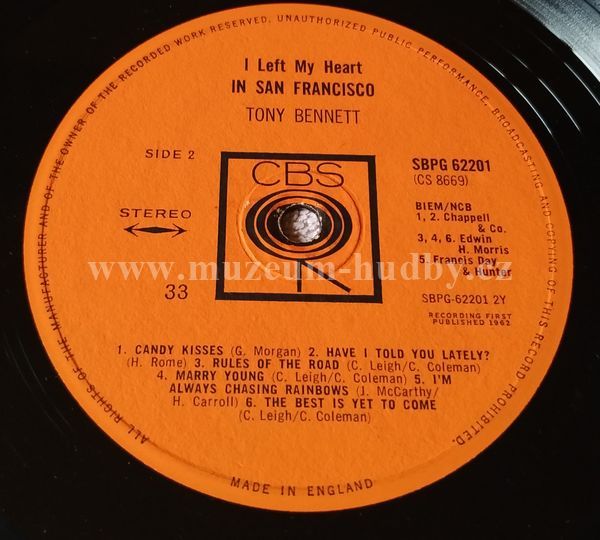 ALL RIGHTS OF THE MANUFACTURER AND OF THE OWNER OF THE RECORDED WORK RESERVED. UNAUTHORIZED PUBLIC PERFORMANCE, BROADCASTING AND COPYING OF THIS RECORD PROHIBITED.
I Left My Heart
IN SAN FRANCISCO
TONY BENNETT
SIDE 2
CBS
SBPG 62201
(CS 8669)
STEREO
BIEM/NCB
1, 2. Chappell
& Co.
3, 4, 6. Edwin
H. Morris
5. Francis Day
& Hunter
www.muzeum-hudby.cz
33
SBPG-62201 2Y
RECORDING FIRST
PUBLISHED 1962
1. CANDY KISSES (G. Morgan) 2. HAVE I TOLD YOU LATELY?
(H. Rome) 3. RULES OF THE ROAD (C. Leigh/C. Coleman)
4. MARRY YOUNG (C. Leigh/C. Coleman) 5. I'M
ALWAYS CHASING RAINBOWS (J. McCarthy/
H. Carroll) 6. THE BEST IS YET TO COME
(C. Leigh/C. Coleman)
MADE IN ENGLAND